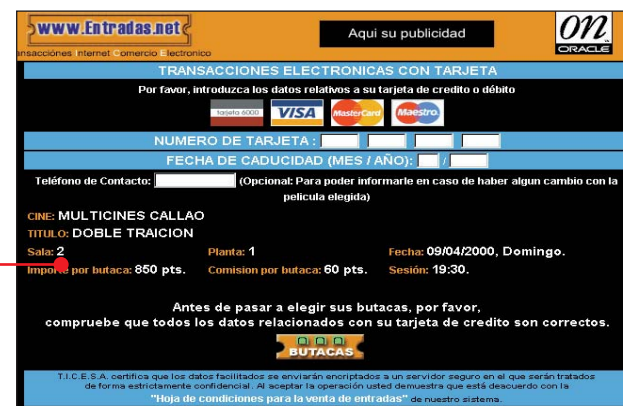 www.Entradas.net
Aqui su publicidad
on
ORACLE
ansacciónes Internet Comercio Electronico
TRANSACCIONES ELECTRONICAS CON TARJETA
Por favor, introduzca los datos relativos a su tarjeta de credito o débito
tarjeta 6000 VISA MasterCard Maestro
NUMERO DE TARJETA :
FECHA DE CADUCIDAD (MES / AÑO): /
Teléfono de Contacto: (Opcional: Para poder informarle en caso de haber algun cambio con la
pelicula elegida)
CINE: MULTICINES CALLAO
TITULO: DOBLE TRAICION
Sala: 2 Planta: 1 Fecha: 09/04/2000, Domingo.
Importe por butaca: 850 pts. Comision por butaca: 60 pts. Sesión: 19:30.
Antes de pasar a elegir sus butacas, por favor,
compruebe que todos los datos relacionados con su tarjeta de credito son correctos.
BUTACAS
T.I.C.E.S.A. certifica que los datos facilitados se enviarán encriptados a un servidor seguro en el que serán tratados
de forma estrictamente confidencial. Al aceptar la operación usted demuestra que está deacuerdo con la
"Hoja de condiciones para la venta de entradas" de nuestro sistema.